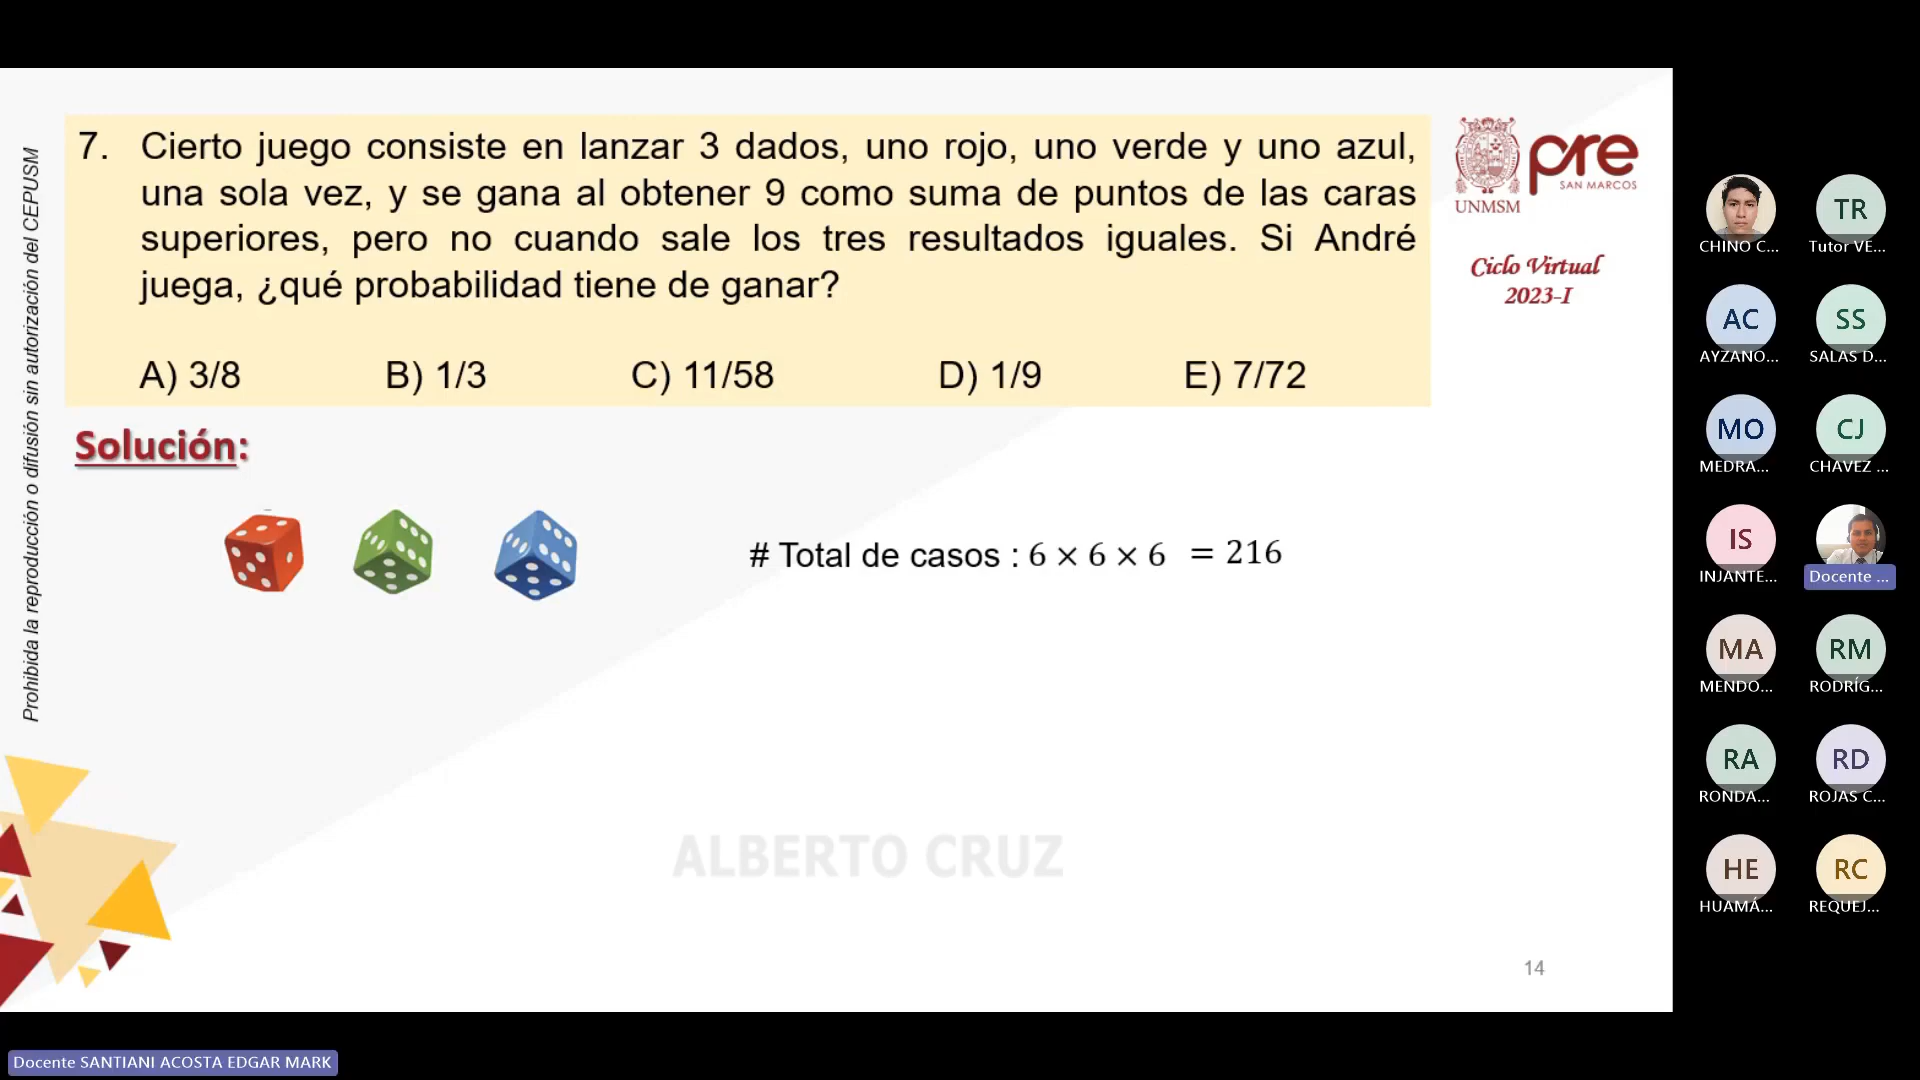 Prohibida la reproducción o difusión sin autorización del CEPUSM
7. Cierto juego consiste en lanzar 3 dados, uno rojo, uno verde y uno azul,
una sola vez, y se gana al obtener 9 como suma de puntos de las caras
superiores, pero no cuando sale los tres resultados iguales. Si André
juega, ¿qué probabilidad tiene de ganar?
A) 3/8 B) 1/3 C) 11/58 D) 1/9 E) 7/72
UNMSM
pre
SAN MARCOS
Ciclo Virtual
2023-I
Solución:
# Total de casos : 6 × 6 × 6 = 216
ALBERTO CRUZ
14
CHINO C...
TR
Tutor VE...
AC
AYZANO...
SS
SALAS D...
MO
MEDRA...
CJ
CHAVEZ ...
IS
INJANTE...
Docente ...
MA
MENDO...
RM
RODRÍG...
RA
RONDA...
RD
ROJAS C...
HE
HUAMÁ...
RC
REQUEJ...
Docente SANTIANI ACOSTA EDGAR MARK